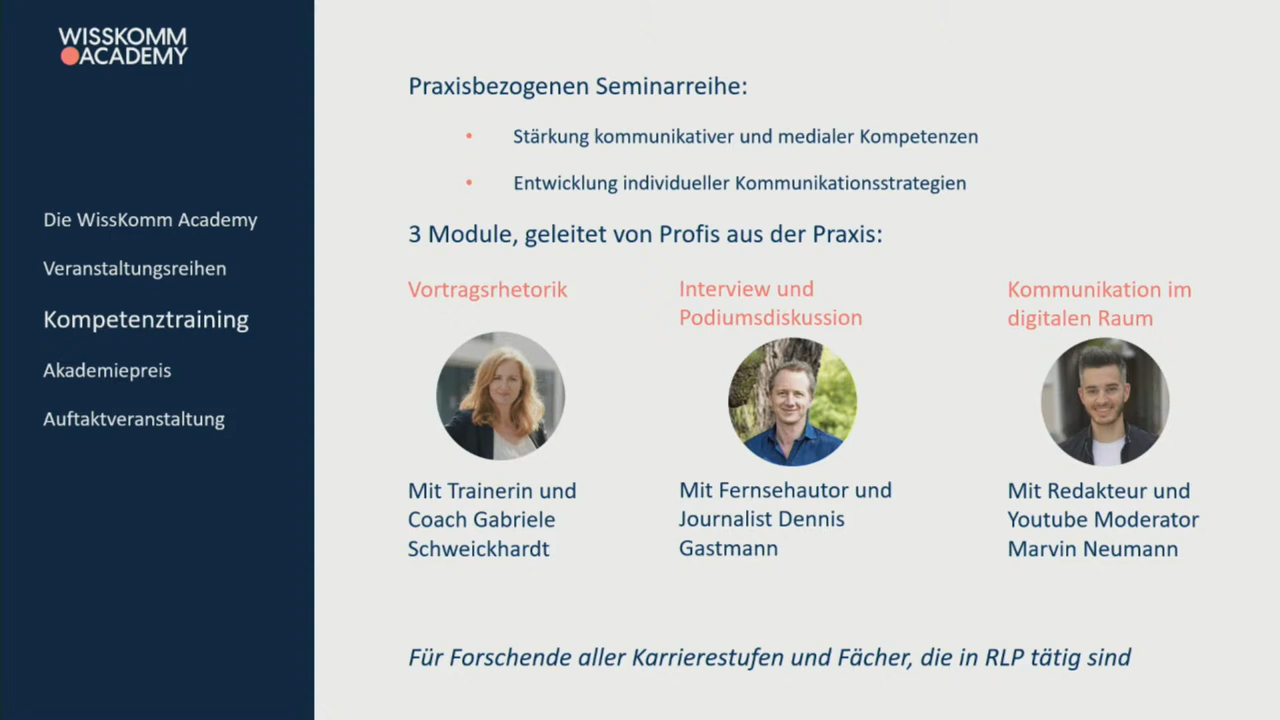 WISSKOMM
ACADEMY
Die WissKomm Academy
Veranstaltungsreihen
Kompetenztraining
Akademiepreis
Auftaktveranstaltung
Praxisbezogenen Seminarreihe:
• Stärkung kommunikativer und medialer Kompetenzen
• Entwicklung individueller Kommunikationsstrategien
3 Module, geleitet von Profis aus der Praxis:
Vortragsrhetorik
Mit Trainerin und
Coach Gabriele
Schweickhardt
Interview und
Podiumsdiskussion
Mit Fernsehautor und
Journalist Dennis
Gastmann
Kommunikation im
digitalen Raum
Mit Redakteur und
Youtube Moderator
Marvin Neumann
Für Forschende aller Karrierestufen und Fächer, die in RLP tätig sind